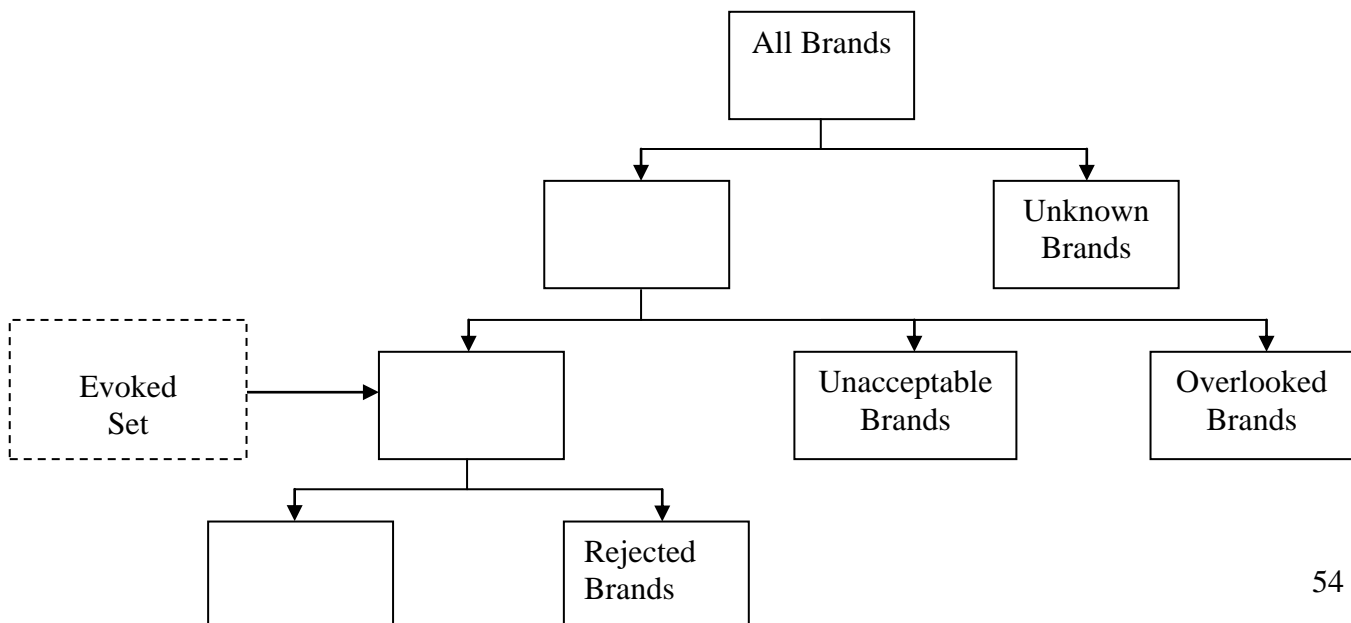 All Brands
Unknown
Brands
Evoked
Set
Unacceptable
Brands
Overlooked
Brands
Rejected
Brands
54